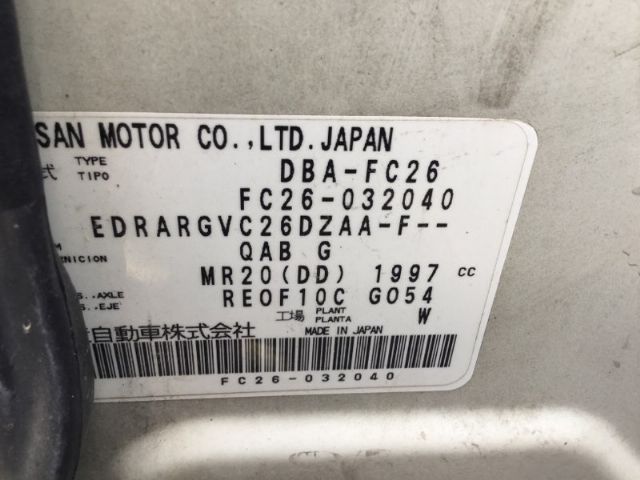 SAN MOTOR CO.,LTD.JAPAN
式 TYPE TIPO DBA-FC26
FC26-032040
EDRARGVC26DZAA-F--
QAB G
MR20(DD) 1997 cc
AXLE EJE RE0F10C G054
工場 PLANT PLANTA W
自動車株式会社 MADE IN JAPAN
FC26-032040